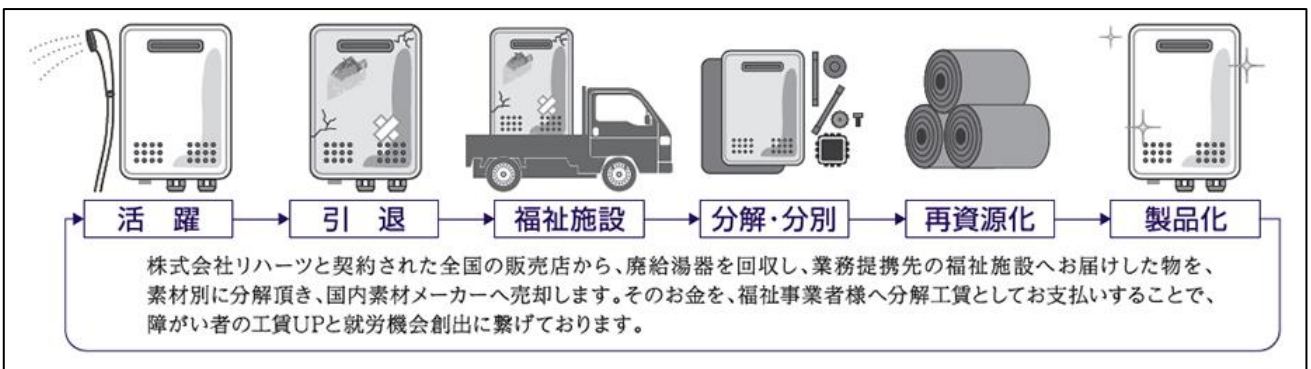 活 躍
引 退
福祉施設
分解・分別
再資源化
製品化
株式会社リハーツと契約された全国の販売店から、廃給湯器を回収し、業務提携先の福祉施設へお届けした物を、
素材別に分解頂き、国内素材メーカーへ売却します。そのお金を、福祉事業者様へ分解工賃としてお支払いすることで、
障がい者の工賃UPと就労機会創出に繋げております。